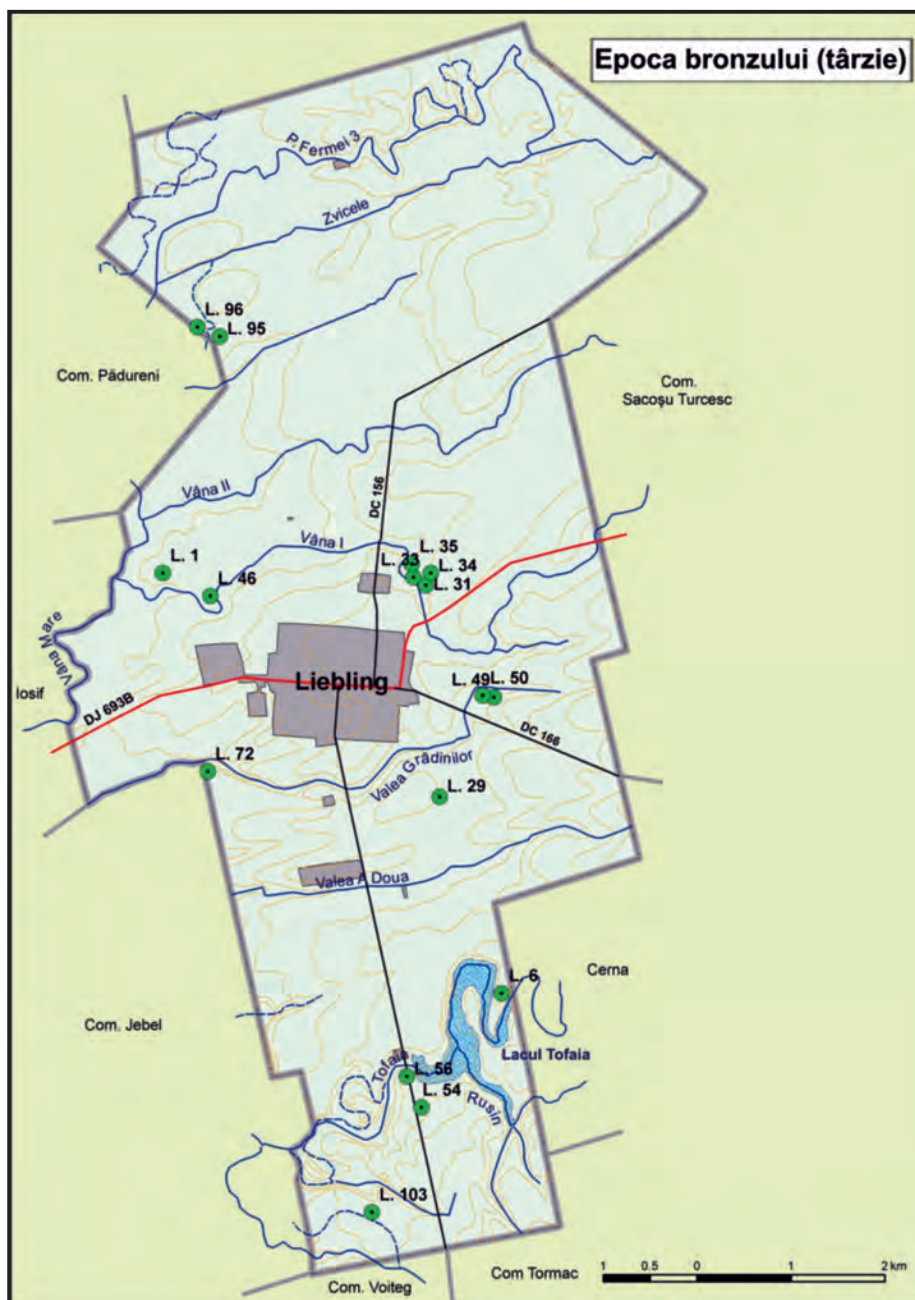 Epoca bronzului (târzie)
P. Fermei 3
Zvicele
L. 96
L. 95
Com. Pădureni
Com.
Sacoşu Turcesc
DC 156
Vâna II
Vâna I
L. 35
L. 33
L. 34
L. 1
L. 31
L. 46
Vâna Mare
Iosif
Liebling
L. 49
L. 50
DJ 693B
DC 166
L. 72
Valea Grădinilor
L. 29
Valea A Doua
L. 6
Cerna
Com. Jebel
Lacul Tofaia
Tofaia
L. 56
L. 54
Rusin
L. 103
Com Tormac
Com. Voiteg
1 0.5 0 1 2 km